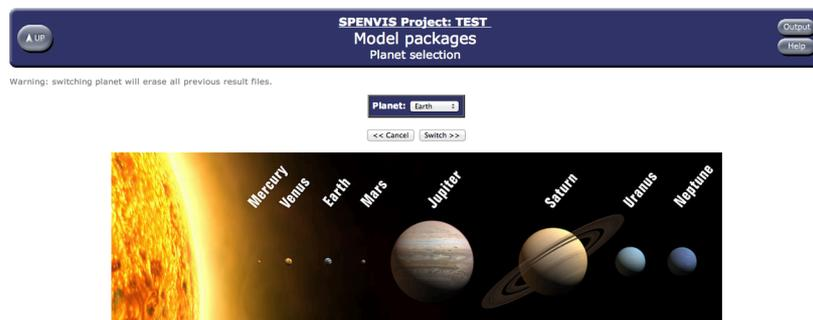 SPENVIS Project: TEST
UP
Model packages
Planet selection
Output
Help
Warning: switching planet will erase all previous result files.
Planet: Earth
<< Cancel Switch >>
Mercury Venus Earth Mars Jupiter Saturn Uranus Neptune